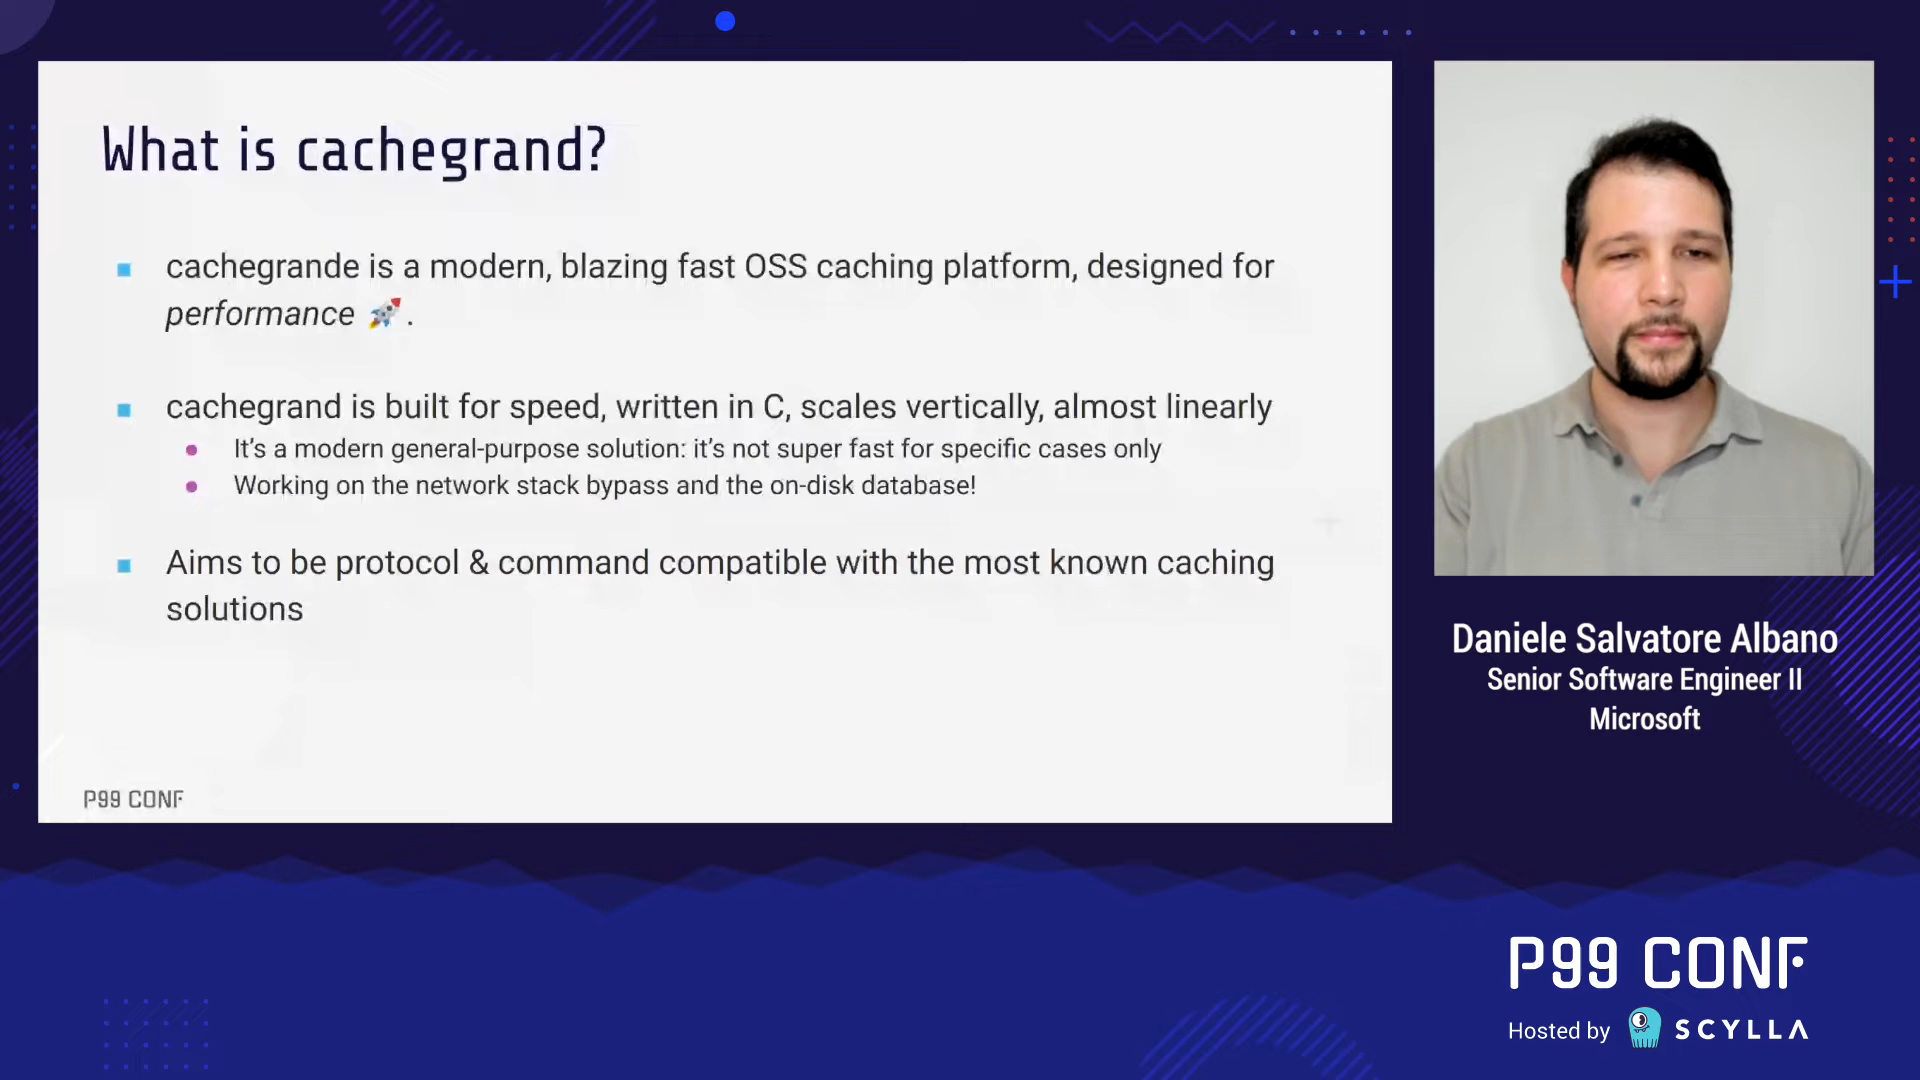 What is cachegrand?
cachegrande is a modern, blazing fast OSS caching platform, designed for
performance 🚀.
cachegrand is built for speed, written in C, scales vertically, almost linearly
It’s a modern general-purpose solution: it’s not super fast for specific cases only
Working on the network stack bypass and the on-disk database!
Aims to be protocol & command compatible with the most known caching
solutions
P99 CONF
Daniele Salvatore Albano
Senior Software Engineer II
Microsoft
P99 CONF
Hosted by SCYLLA